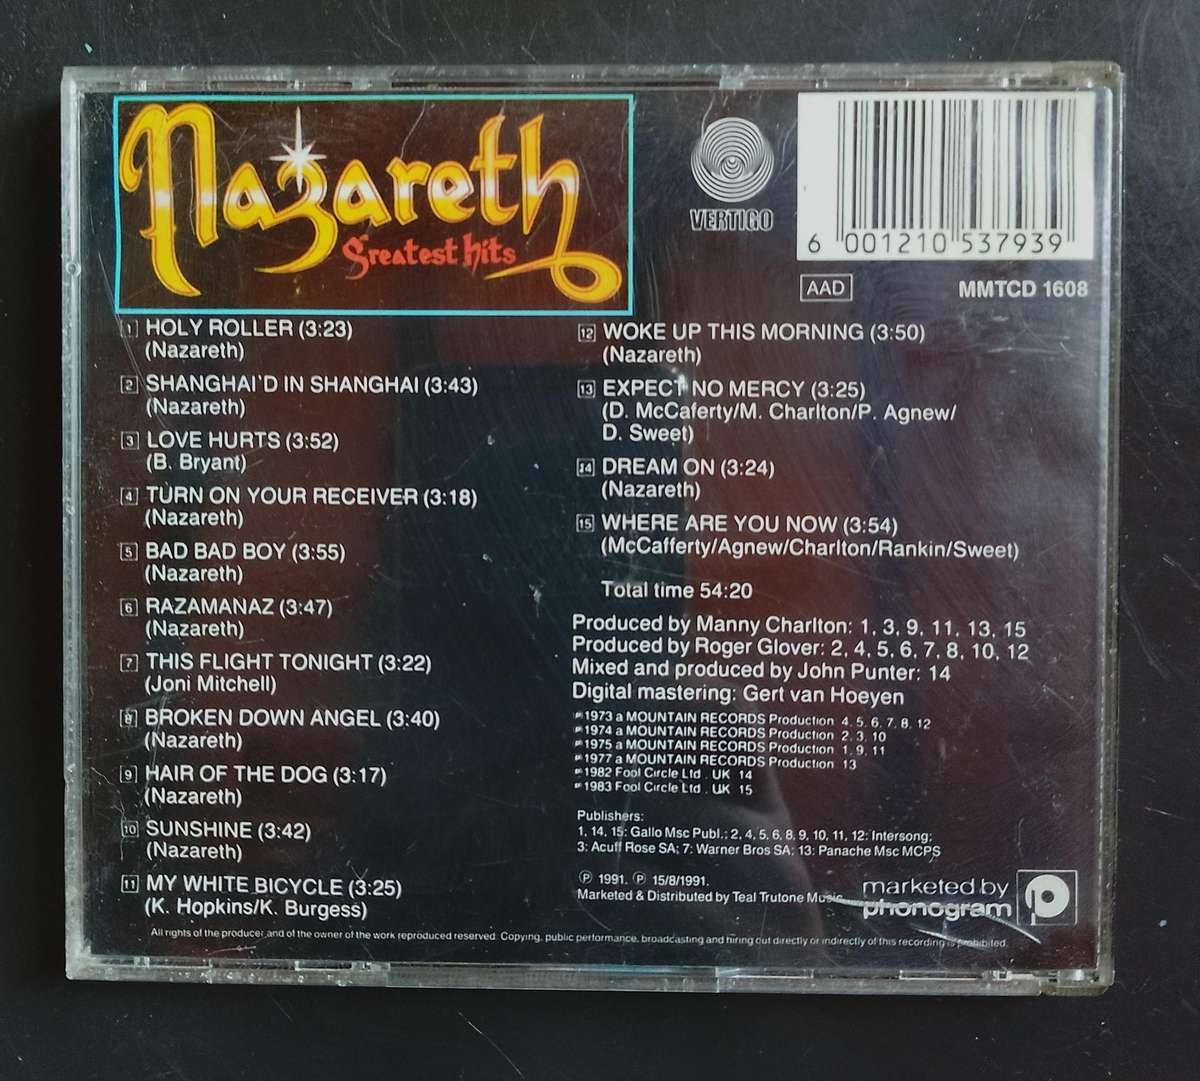 Nazareth
Greatest hits
VERTIGO
6 001210 537939
AAD
MMTCD 1608
1 HOLY ROLLER (3:23)
(Nazareth)
2 SHANGHAI'D IN SHANGHAI (3:43)
(Nazareth)
3 LOVE HURTS (3:52)
(B. Bryant)
4 TURN ON YOUR RECEIVER (3:18)
(Nazareth)
5 BAD BAD BOY (3:55)
(Nazareth)
6 RAZAMANAZ (3:47)
(Nazareth)
7 THIS FLIGHT TONIGHT (3:22)
(Joni Mitchell)
8 BROKEN DOWN ANGEL (3:40)
(Nazareth)
9 HAIR OF THE DOG (3:17)
(Nazareth)
10 SUNSHINE (3:42)
(Nazareth)
11 MY WHITE BICYCLE (3:25)
(K. Hopkins/K. Burgess)
12 WOKE UP THIS MORNING (3:50)
(Nazareth)
13 EXPECT NO MERCY (3:25)
(D. McCaferty/M. Charlton/P. Agnew/
D. Sweet)
14 DREAM ON (3:24)
(Nazareth)
15 WHERE ARE YOU NOW (3:54)
(McCafferty/Agnew/Charlton/Rankin/Sweet)
Total time 54:20
Produced by Manny Charlton: 1, 3, 9, 11, 13, 15
Produced by Roger Glover: 2, 4, 5, 6, 7, 8, 10, 12
Mixed and produced by John Punter: 14
Digital mastering: Gert van Hoeyen
℗ 1973 a MOUNTAIN RECORDS Production 4, 5, 6, 7, 8, 12
℗ 1974 a MOUNTAIN RECORDS Production 2, 3, 10
℗ 1975 a MOUNTAIN RECORDS Production 1, 9, 11
℗ 1977 a MOUNTAIN RECORDS Production 13
℗ 1982 Fool Circle Ltd. UK 14
℗ 1983 Fool Circle Ltd. UK 15
Publishers:
1, 14, 15: Gallo Msc Publ.; 2, 4, 5, 6, 8, 9, 10, 11, 12: Intersong;
3: Acuff Rose SA; 7: Warner Bros SA; 13: Panache Msc MCPS
℗ 1991. ℗ 15/8/1991.
Marketed & Distributed by Teal Trutone Music
marketed by
phonogram
All rights of the producer and of the owner of the work reproduced reserved. Copying, public performance, broadcasting and hiring out directly or indirectly of this recording is prohibited.